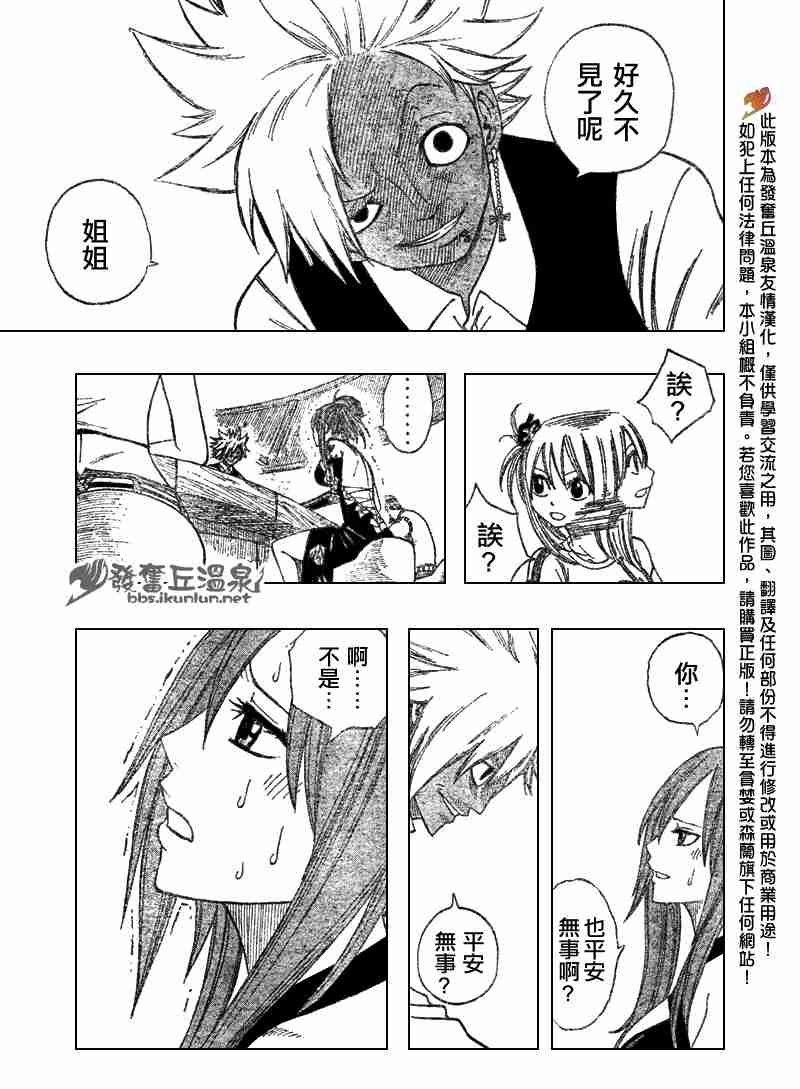 好久不
見了呢
姐姐
誒？
誒？
……
你…
也平安
無事啊？
平安
無事？
啊……
不是……
發奮丘溫泉
bbs.ikunlun.net
此版本為發奮丘溫泉友情漢化，僅供學習交流之用，其圖、翻譯及任何部份不得進行修改或用於商業用途！
如犯上任何法律問題，本小組概不負責。若您喜歡此作品，請購買正版！請勿轉至貪婪或森蘭旗下任何網站！